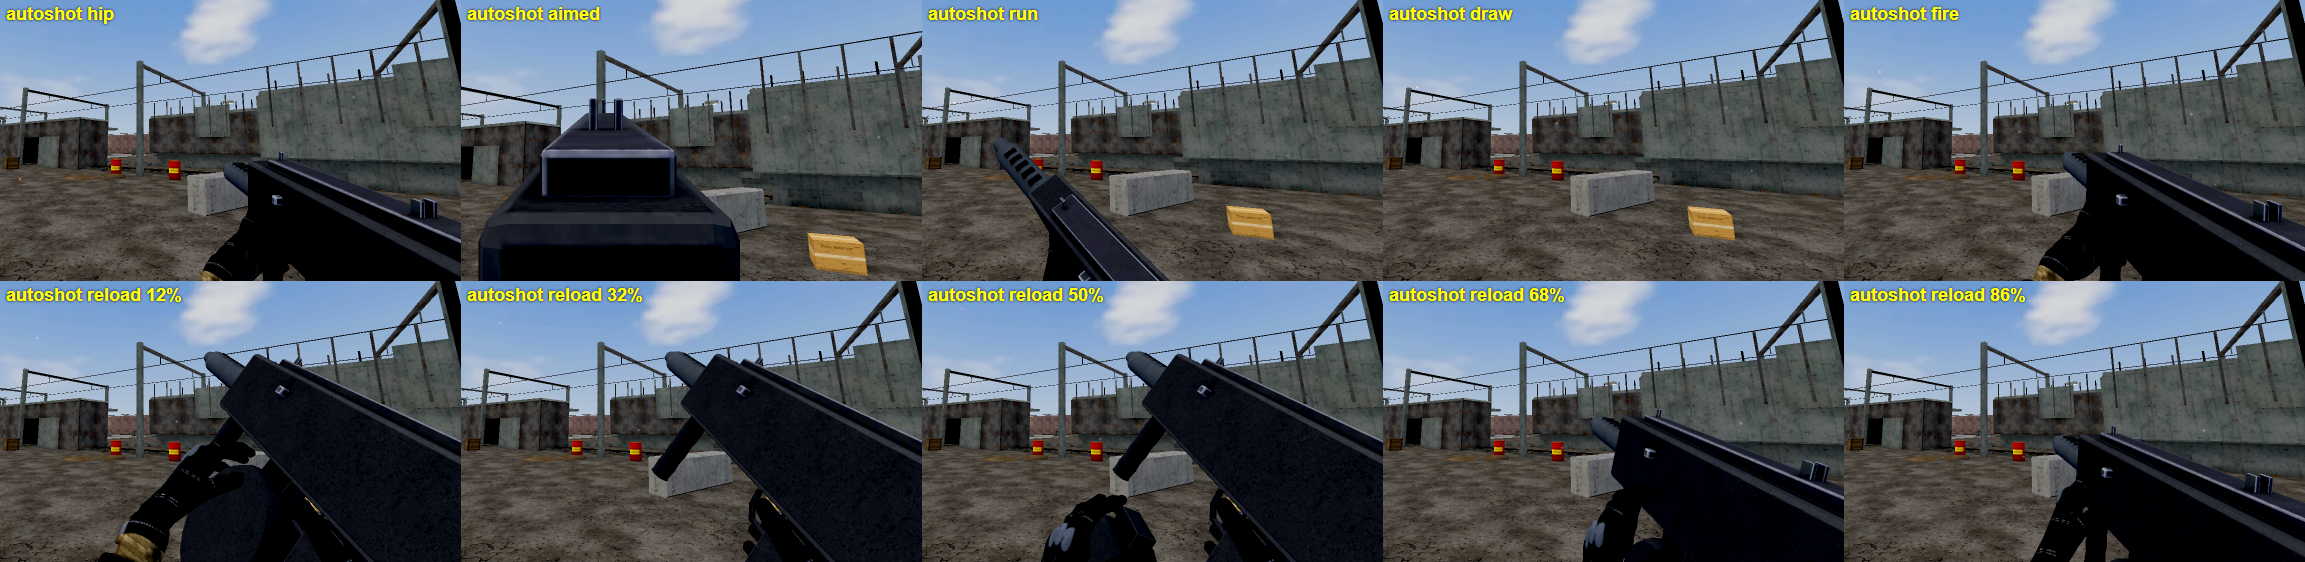 autoshot hip
autoshot aimed
autoshot run
autoshot draw
autoshot fire
autoshot reload 12%
autoshot reload 32%
autoshot reload 50%
autoshot reload 68%
autoshot reload 86%